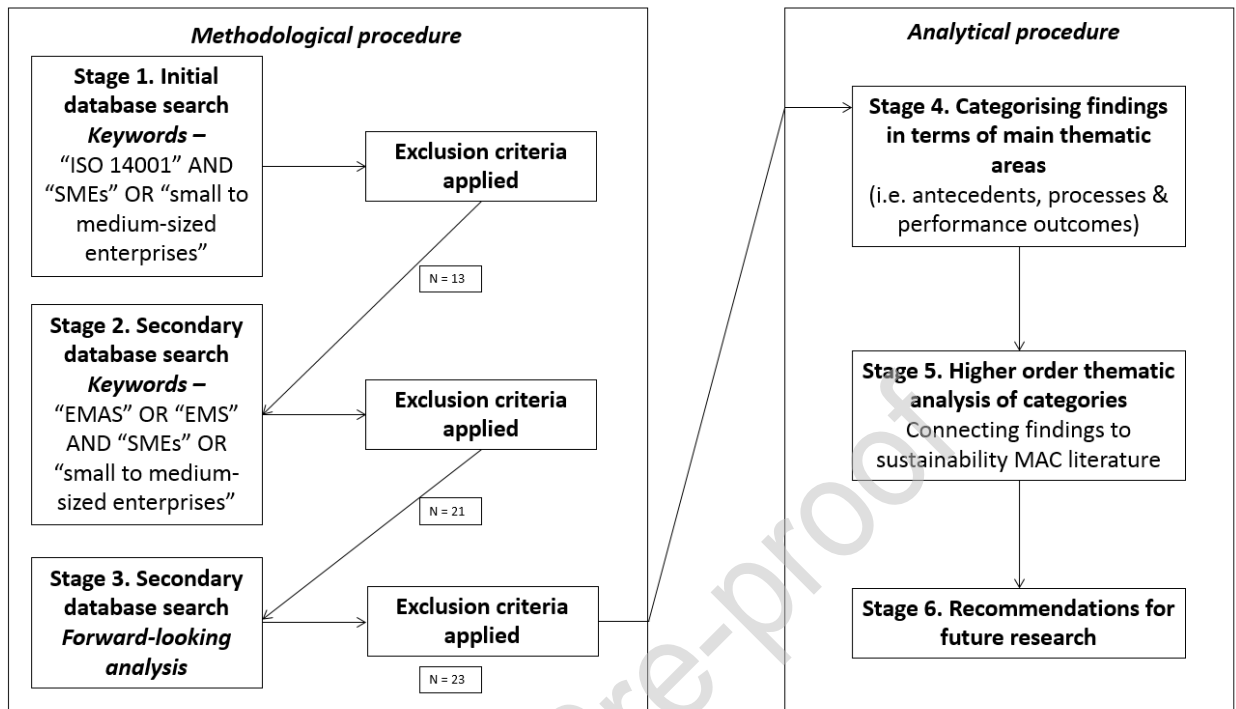 Methodological procedure
Stage 1. Initial
database search
Keywords –
“ISO 14001” AND
“SMEs” OR “small to
medium-sized
enterprises”
Exclusion criteria
applied
N = 13
Stage 2. Secondary
database search
Keywords –
“EMAS” OR “EMS”
AND “SMEs” OR
“small to medium-
sized enterprises”
Exclusion criteria
applied
N = 21
Stage 3. Secondary
database search
Forward-looking
analysis
Exclusion criteria
applied
N = 23
Analytical procedure
Stage 4. Categorising findings
in terms of main thematic
areas
(i.e. antecedents, processes &
performance outcomes)
Stage 5. Higher order thematic
analysis of categories
Connecting findings to
sustainability MAC literature
Stage 6. Recommendations for
future research
re-proof